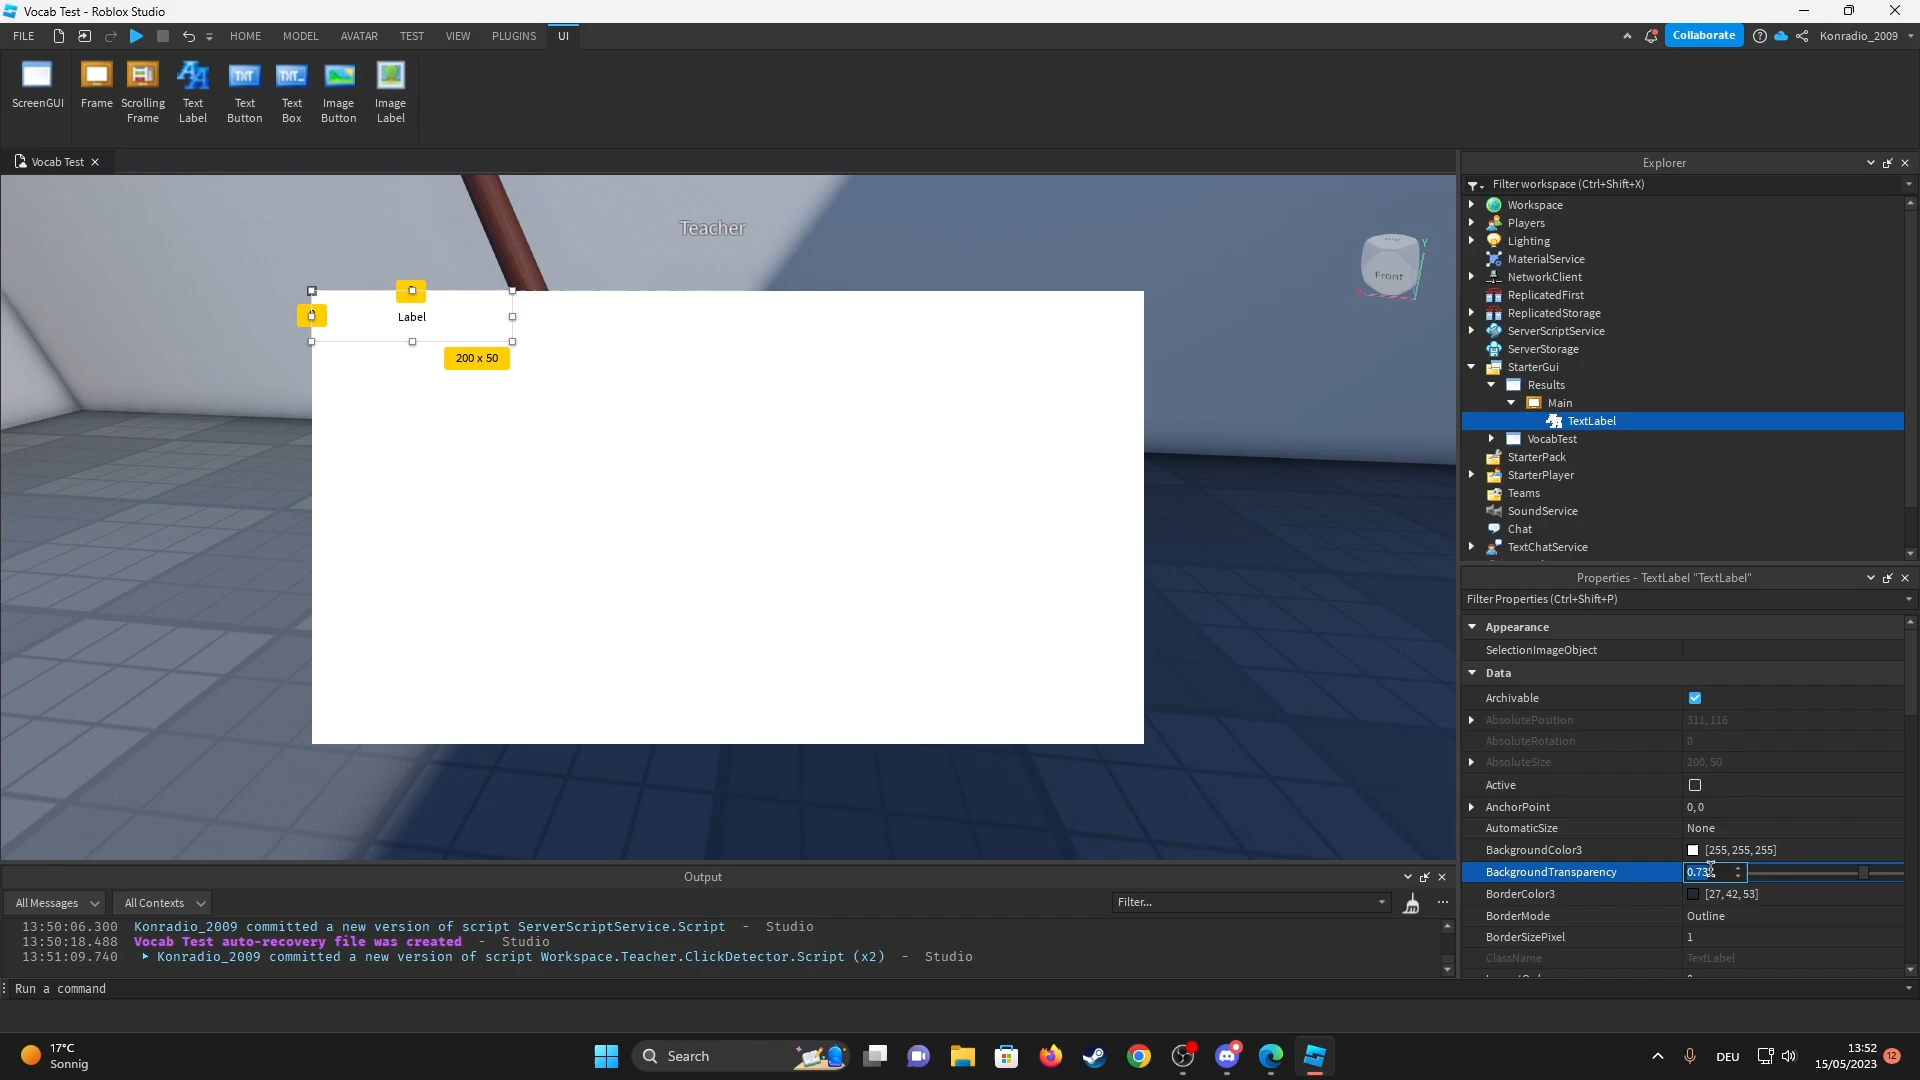 Vocab Test - Roblox Studio
FILE HOME MODEL AVATAR TEST VIEW PLUGINS UI Collaborate Konradio_2009
ScreenGUI Frame Scrolling Frame Text Label Text Button Text Box Image Button Image Label
Vocab Test
Teacher
Front
Y
Label
200 x 50
Explorer
Filter workspace (Ctrl+Shift+X)
Workspace
Players
Lighting
MaterialService
NetworkClient
ReplicatedFirst
ReplicatedStorage
ServerScriptService
ServerStorage
StarterGui
Results
Main
TextLabel
VocabTest
StarterPack
StarterPlayer
Teams
SoundService
Chat
TextChatService
Properties - TextLabel "TextLabel"
Filter Properties (Ctrl+Shift+P)
Appearance
SelectionImageObject
Data
Archivable
AbsolutePosition 311, 116
AbsoluteRotation 0
AbsoluteSize 200, 50
Active
AnchorPoint 0, 0
AutomaticSize None
BackgroundColor3 [255, 255, 255]
BackgroundTransparency 0.73
BorderColor3 [27, 42, 53]
BorderMode Outline
BorderSizePixel 1
ClassName TextLabel
Output
All Messages All Contexts Filter...
13:50:06.300 Konradio_2009 committed a new version of script ServerScriptService.Script - Studio
13:50:18.488 Vocab Test auto-recovery file was created - Studio
13:51:09.740 Konradio_2009 committed a new version of script Workspace.Teacher.ClickDetector.Script (x2) - Studio
Run a command
17°C
Sonnig
Search
DEU
13:52
15/05/2023
12